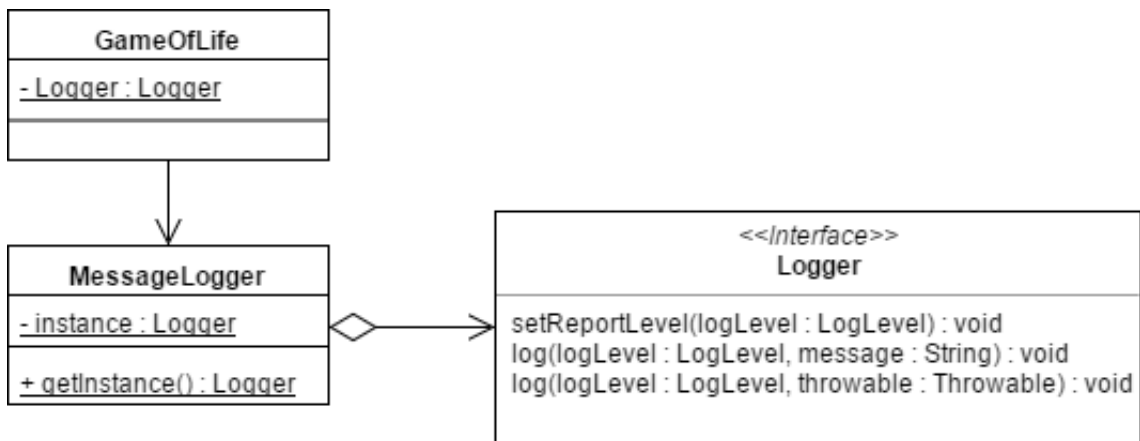 GameOfLife
- Logger : Logger
MessageLogger
- instance : Logger
+ getInstance() : Logger
<<Interface>>
Logger
setReportLevel(logLevel : LogLevel) : void
log(logLevel : LogLevel, message : String) : void
log(logLevel : LogLevel, throwable : Throwable) : void